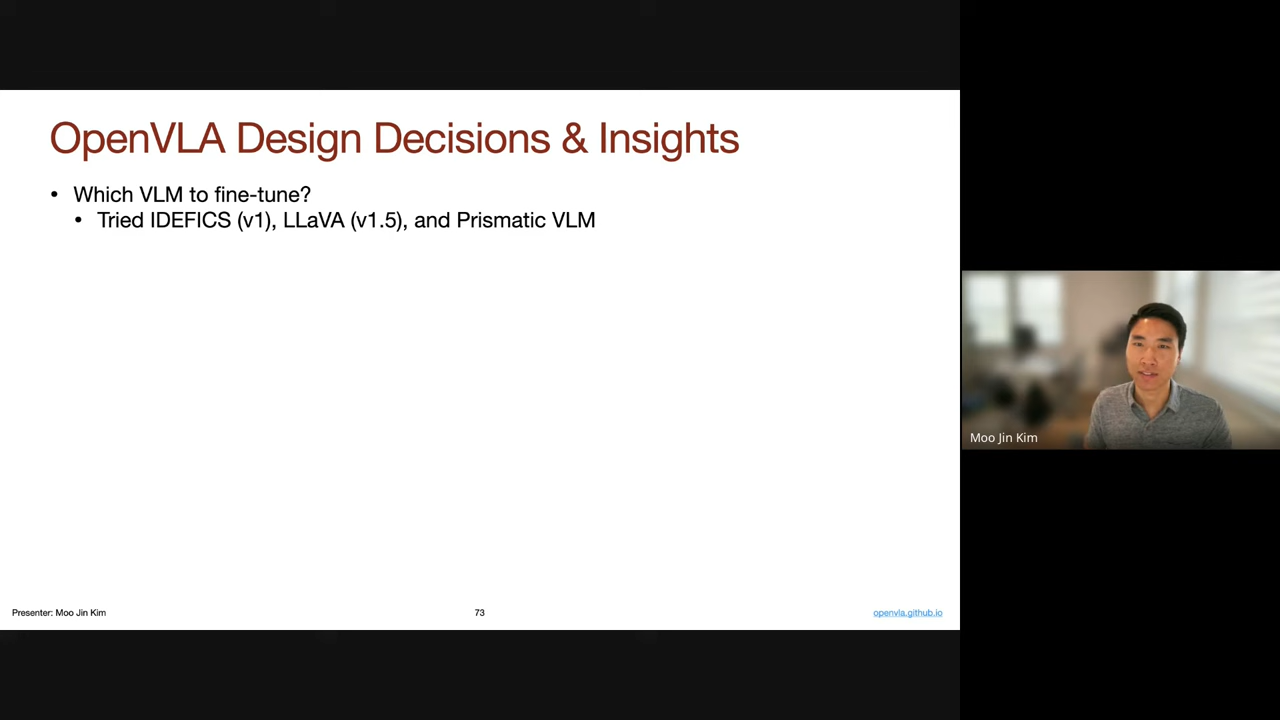 OpenVLA Design Decisions & Insights
• Which VLM to fine-tune?
• Tried IDEFICS (v1), LLaVA (v1.5), and Prismatic VLM
Moo Jin Kim
Presenter: Moo Jin Kim
73
openvla.github.io